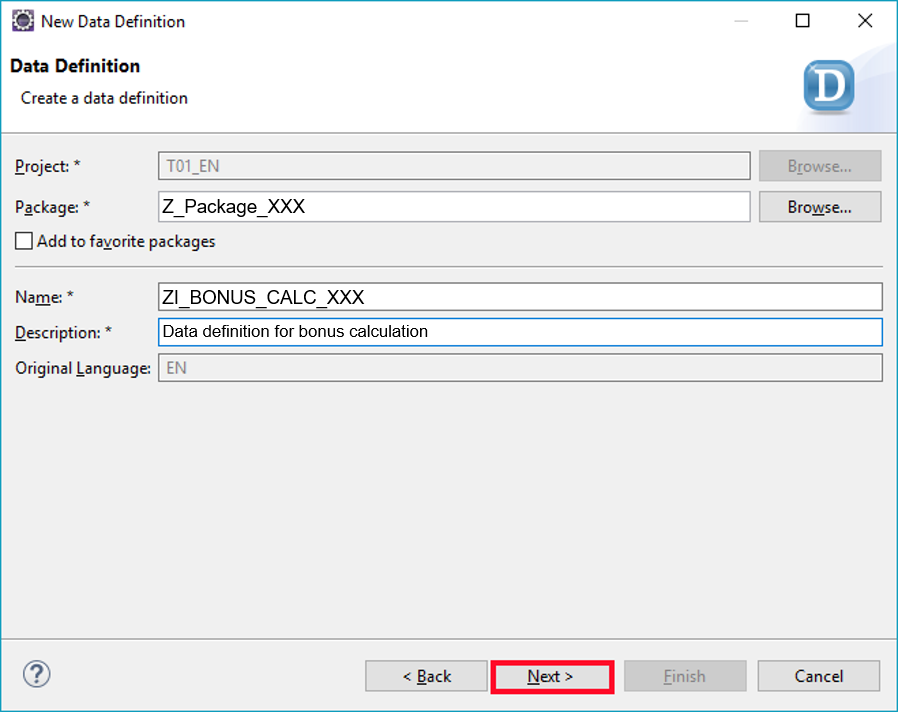 New Data Definition
Data Definition
Create a data definition
D
Project: * T01_EN Browse...
Package: * Z_Package_XXX Browse...
Add to favorite packages
Name: * ZI_BONUS_CALC_XXX
Description: * Data definition for bonus calculation
Original Language: EN
? < Back Next > Finish Cancel